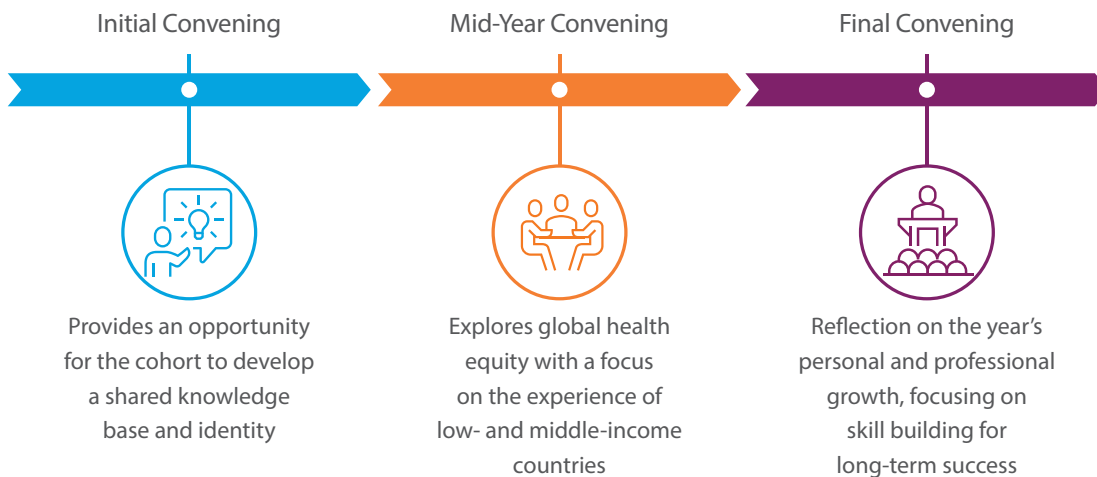 Initial Convening
Provides an opportunity
for the cohort to develop
a shared knowledge
base and identity
Mid-Year Convening
Explores global health
equity with a focus
on the experience of
low- and middle-income
countries
Final Convening
Reflection on the year’s
personal and professional
growth, focusing on
skill building for
long-term success